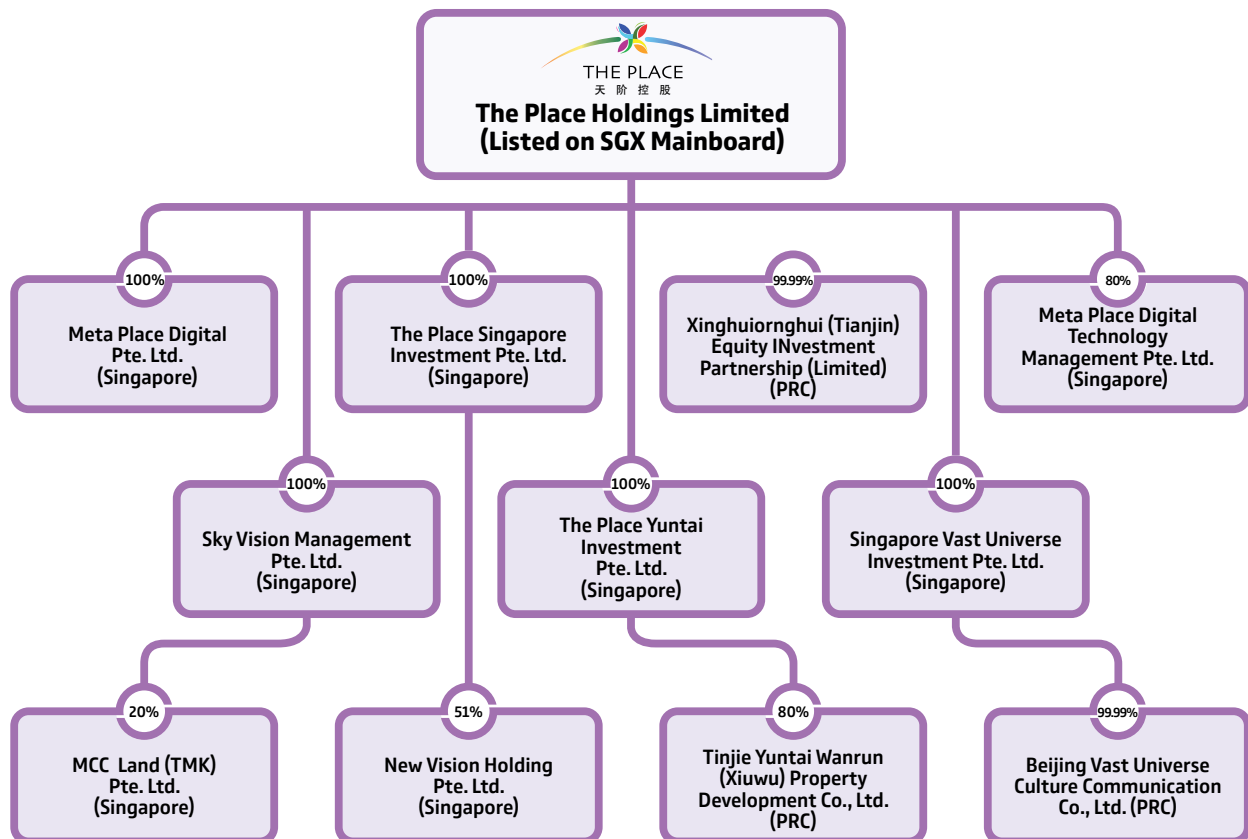 THE PLACE
天阶控股
The Place Holdings Limited
(Listed on SGX Mainboard)
100%
Meta Place Digital
Pte. Ltd.
(Singapore)
100%
The Place Singapore
Investment Pte. Ltd.
(Singapore)
99.99%
Xinghuiornghui (Tianjin)
Equity INvestment
Partnership (Limited)
(PRC)
80%
Meta Place Digital
Technology
Management Pte. Ltd.
(Singapore)
100%
Sky Vision Management
Pte. Ltd.
(Singapore)
100%
The Place Yuntai
Investment
Pte. Ltd.
(Singapore)
100%
Singapore Vast Universe
Investment Pte. Ltd.
(Singapore)
20%
MCC Land (TMK)
Pte. Ltd.
(Singapore)
51%
New Vision Holding
Pte. Ltd.
(Singapore)
80%
Tinjie Yuntai Wanrun
(Xiuwu) Property
Development Co., Ltd.
(PRC)
99.99%
Beijing Vast Universe
Culture Communication
Co., Ltd. (PRC)